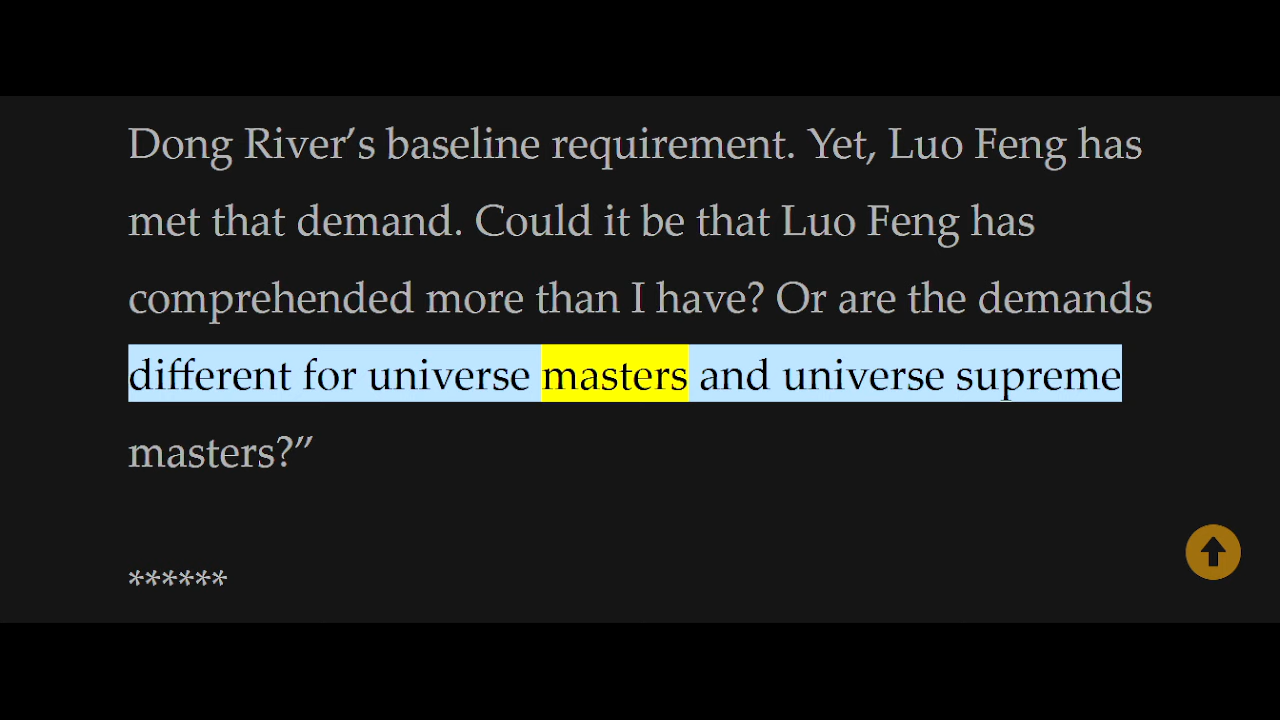 Dong River’s baseline requirement. Yet, Luo Feng has
met that demand. Could it be that Luo Feng has
comprehended more than I have? Or are the demands
different for universe masters and universe supreme
masters?”
******